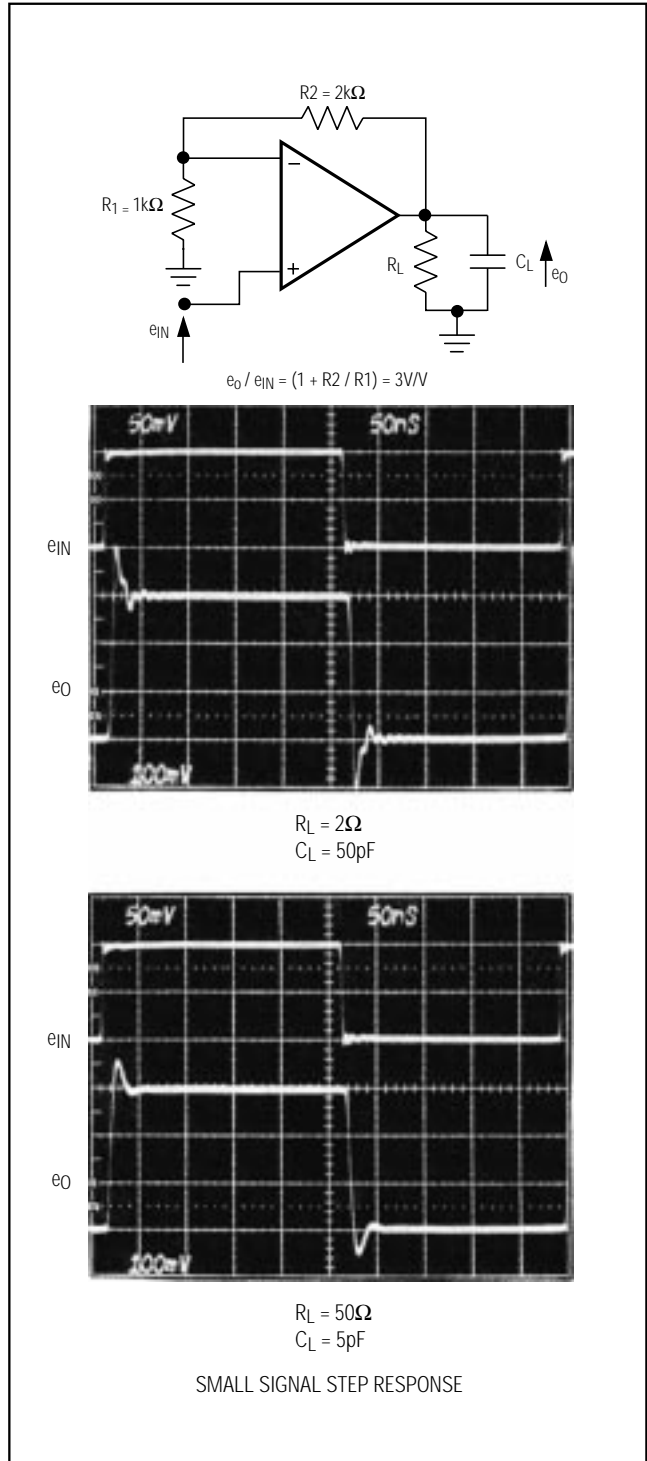 R2 = 2kΩ
R1 = 1kΩ
−
+
RL
CL
eO
eIN
eo / eIN = (1 + R2 / R1) = 3V/V
50mV 50nS
eIN
eO
100mV
RL = 2Ω
CL = 50pF
50mV 50nS
eIN
eO
100mV
RL = 50Ω
CL = 5pF
SMALL SIGNAL STEP RESPONSE